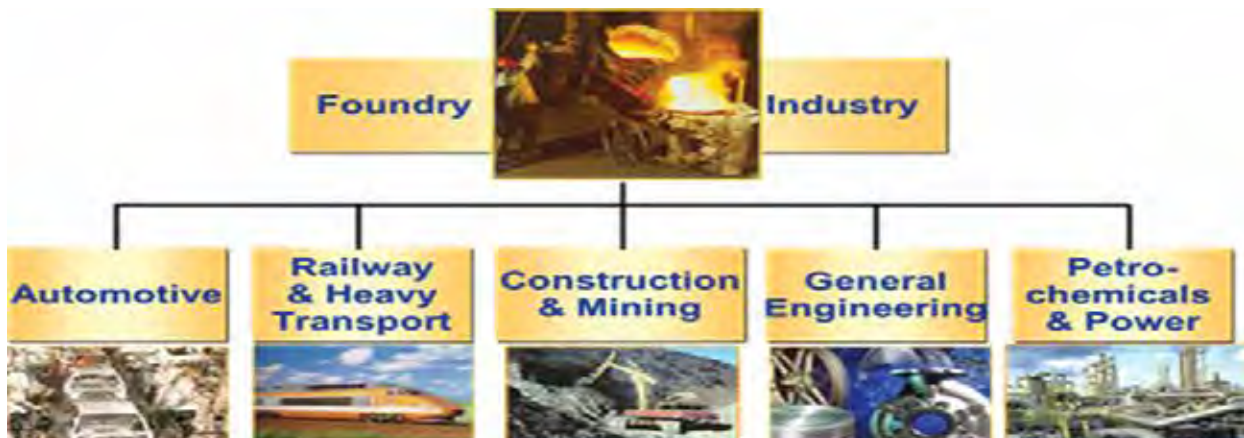 Foundry Industry
Automotive
Railway
& Heavy
Transport
Construction
& Mining
General
Engineering
Petro-
chemicals
& Power